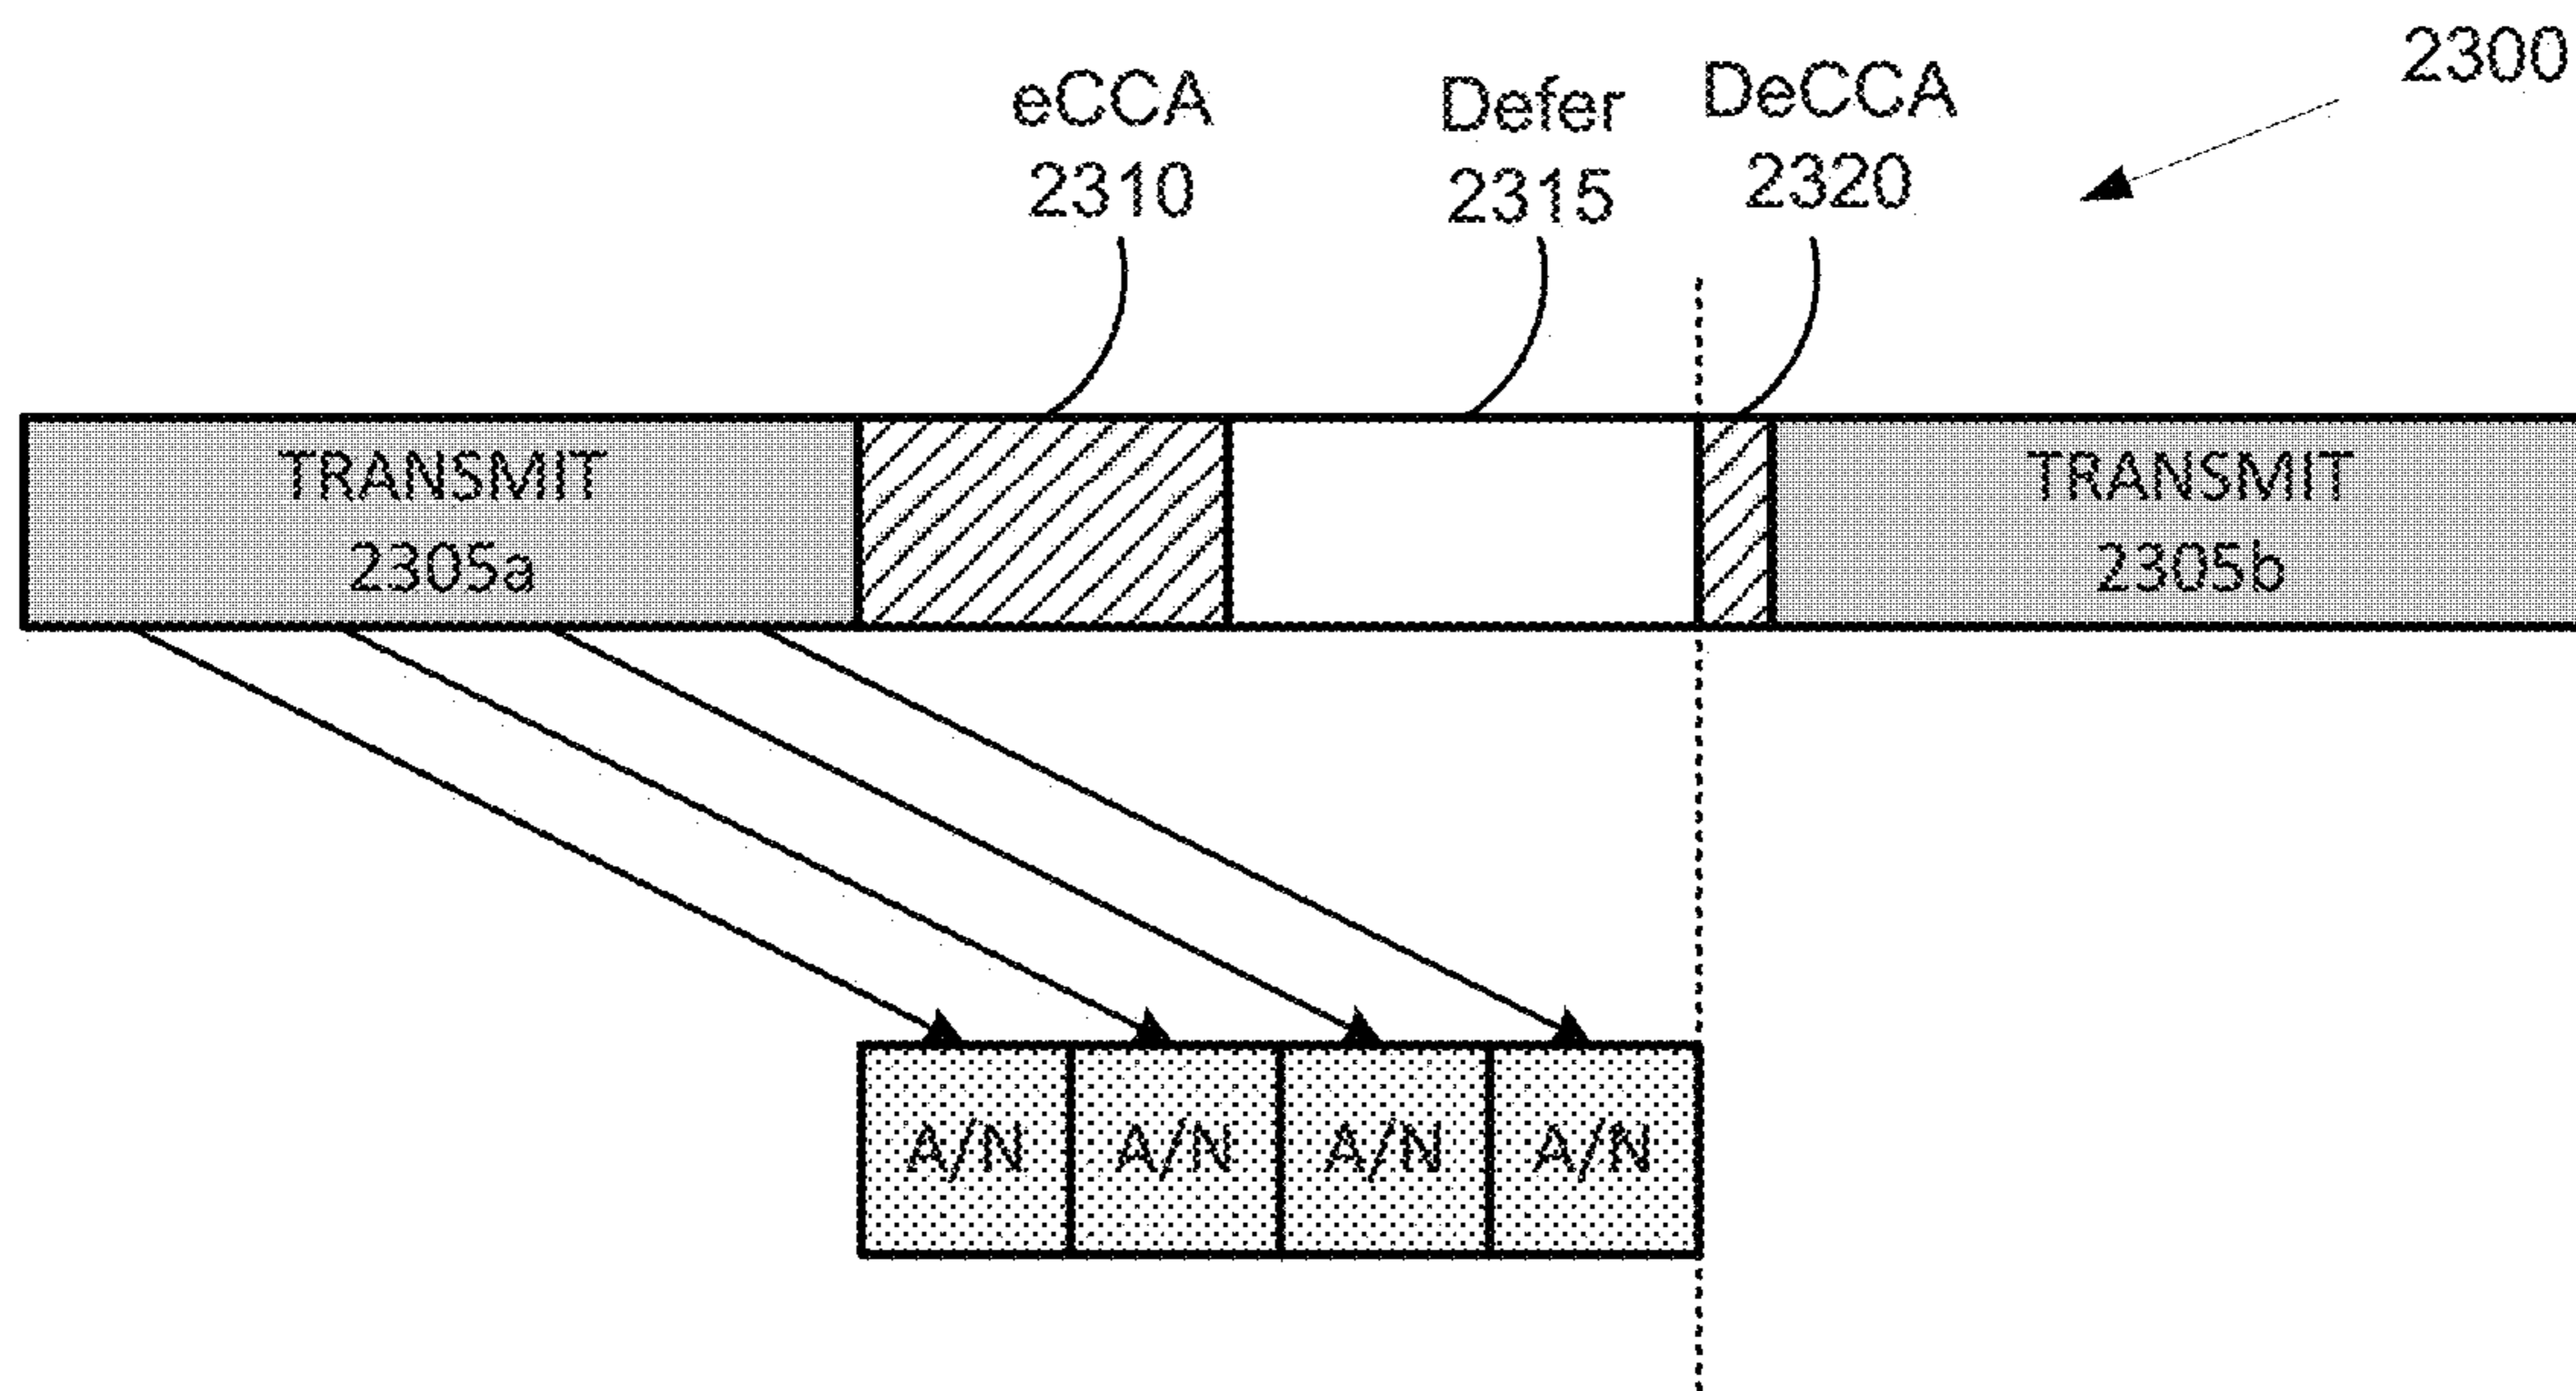 2300
eCCA
2310
Defer
2315
DeCCA
2320
TRANSMIT
2305a
TRANSMIT
2305b
A/N
A/N
A/N
A/N